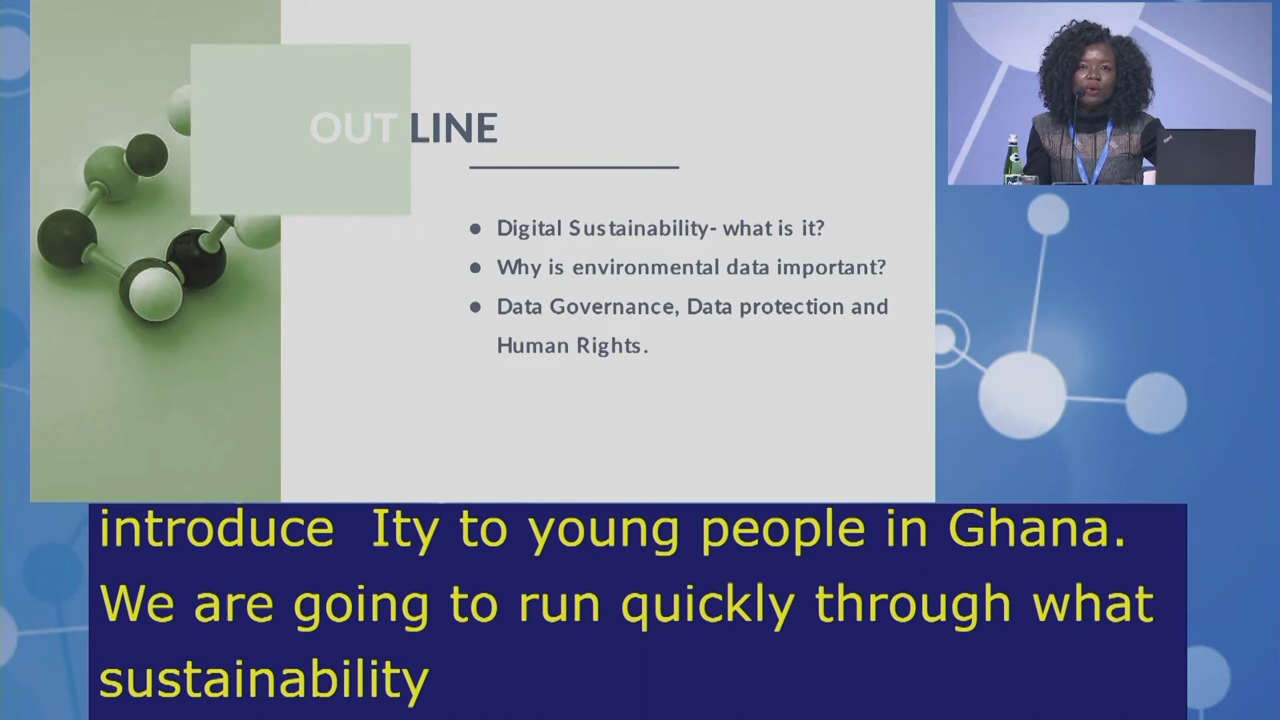 OUT LINE
● Digital Sustainability- what is it?
● Why is environmental data important?
● Data Governance, Data protection and
Human Rights.
introduce  Ity to young people in Ghana.
We are going to run quickly through what
sustainability